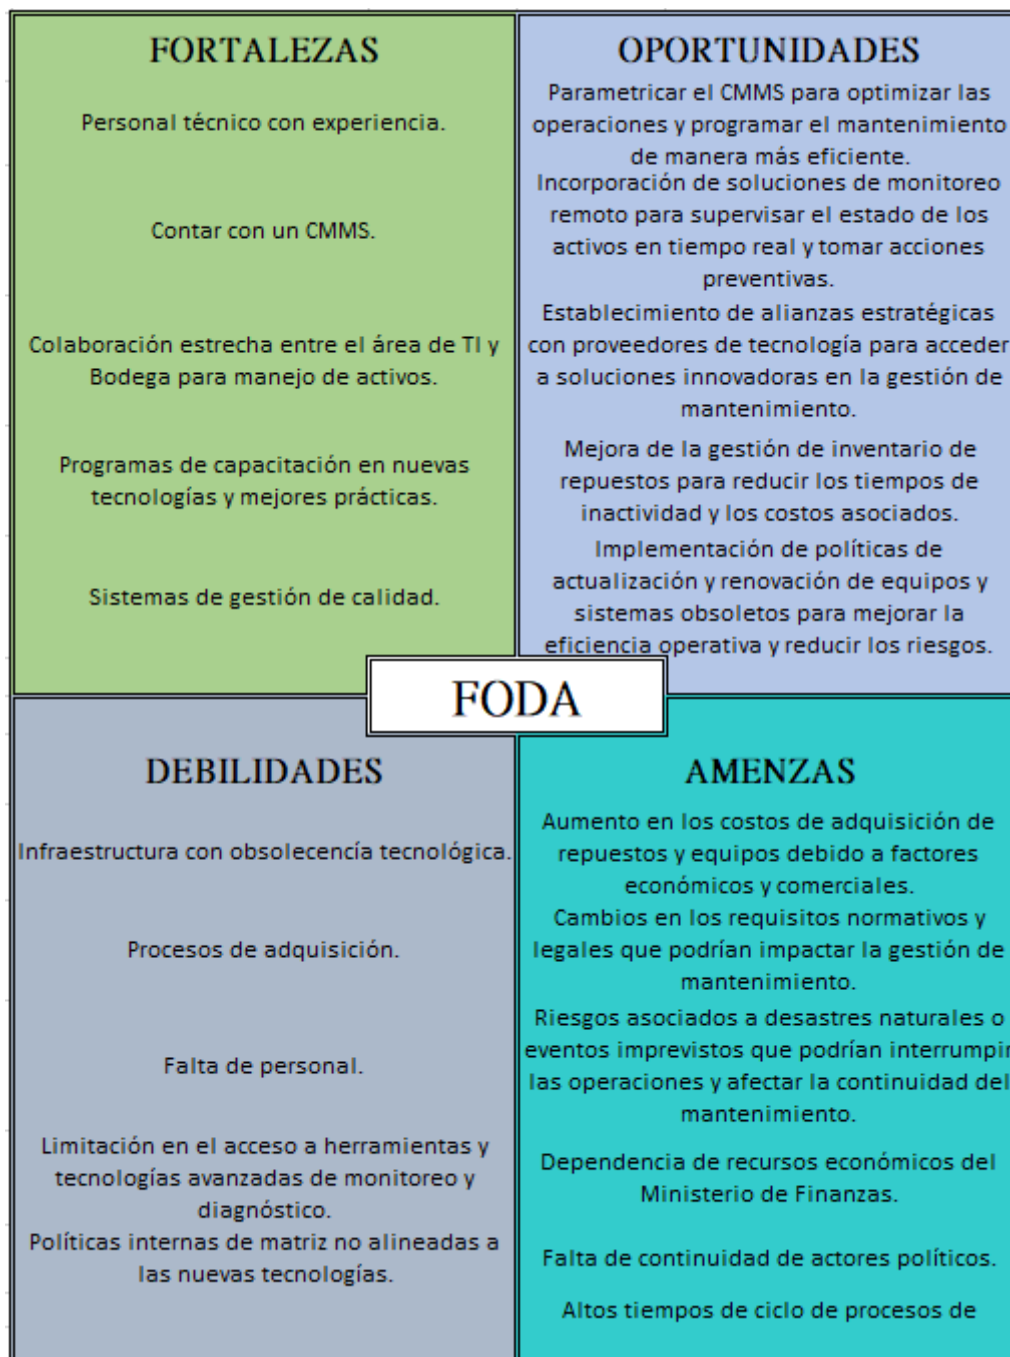 FORTALEZAS
Personal técnico con experiencia.
Contar con un CMMS.
Colaboración estrecha entre el área de TI y
Bodega para manejo de activos.
Programas de capacitación en nuevas
tecnologías y mejores prácticas.
Sistemas de gestión de calidad.
OPORTUNIDADES
Parametricar el CMMS para optimizar las
operaciones y programar el mantenimiento
de manera más eficiente.
Incorporación de soluciones de monitoreo
remoto para supervisar el estado de los
activos en tiempo real y tomar acciones
preventivas.
Establecimiento de alianzas estratégicas
con proveedores de tecnología para acceder
a soluciones innovadoras en la gestión de
mantenimiento.
Mejora de la gestión de inventario de
repuestos para reducir los tiempos de
inactividad y los costos asociados.
Implementación de políticas de
actualización y renovación de equipos y
sistemas obsoletos para mejorar la
eficiencia operativa y reducir los riesgos.
FODA
DEBILIDADES
Infraestructura con obsolecencía tecnológica.
Procesos de adquisición.
Falta de personal.
Limitación en el acceso a herramientas y
tecnologías avanzadas de monitoreo y
diagnóstico.
Políticas internas de matriz no alineadas a
las nuevas tecnologías.
AMENZAS
Aumento en los costos de adquisición de
repuestos y equipos debido a factores
económicos y comerciales.
Cambios en los requisitos normativos y
legales que podrían impactar la gestión de
mantenimiento.
Riesgos asociados a desastres naturales o
eventos imprevistos que podrían interrumpir
las operaciones y afectar la continuidad del
mantenimiento.
Dependencia de recursos económicos del
Ministerio de Finanzas.
Falta de continuidad de actores políticos.
Altos tiempos de ciclo de procesos de